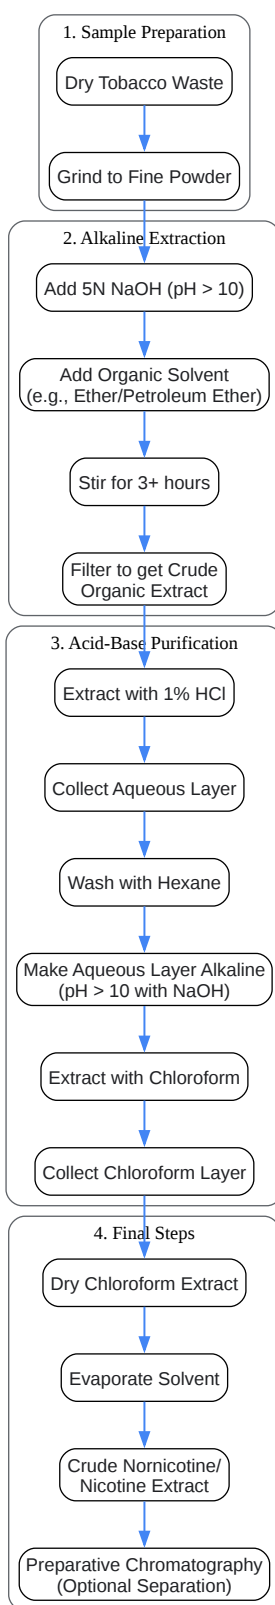 1. Sample Preparation
Dry Tobacco Waste
Grind to Fine Powder
2. Alkaline Extraction
Add 5N NaOH (pH > 10)
Add Organic Solvent
(e.g., Ether/Petroleum Ether)
Stir for 3+ hours
Filter to get Crude
Organic Extract
3. Acid-Base Purification
Extract with 1% HCl
Collect Aqueous Layer
Wash with Hexane
Make Aqueous Layer Alkaline
(pH > 10 with NaOH)
Extract with Chloroform
Collect Chloroform Layer
4. Final Steps
Dry Chloroform Extract
Evaporate Solvent
Crude Nornicotine/
Nicotine Extract
Preparative Chromatography
(Optional Separation)